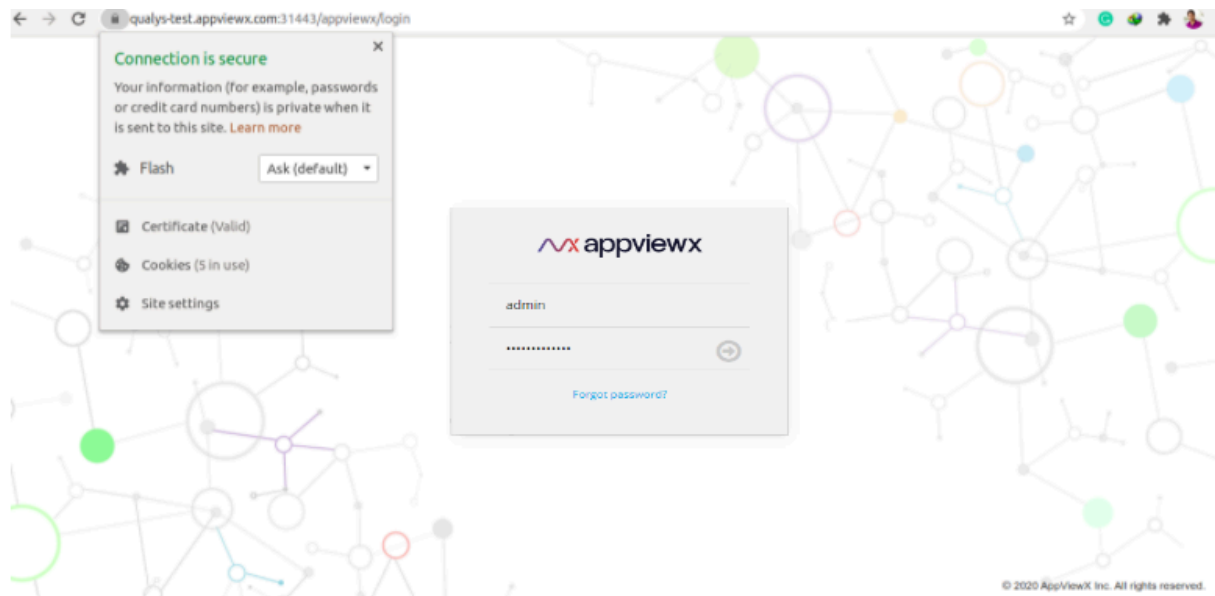 qualys-test.appviewx.com:31443/appviewx/login
Connection is secure
Your information (for example, passwords
or credit card numbers) is private when it
is sent to this site. Learn more
Flash
Ask (default)
Certificate (Valid)
Cookies (5 in use)
Site settings
appviewx
admin
•••••••••••••
Forgot password?
© 2020 AppViewX Inc. All rights reserved.